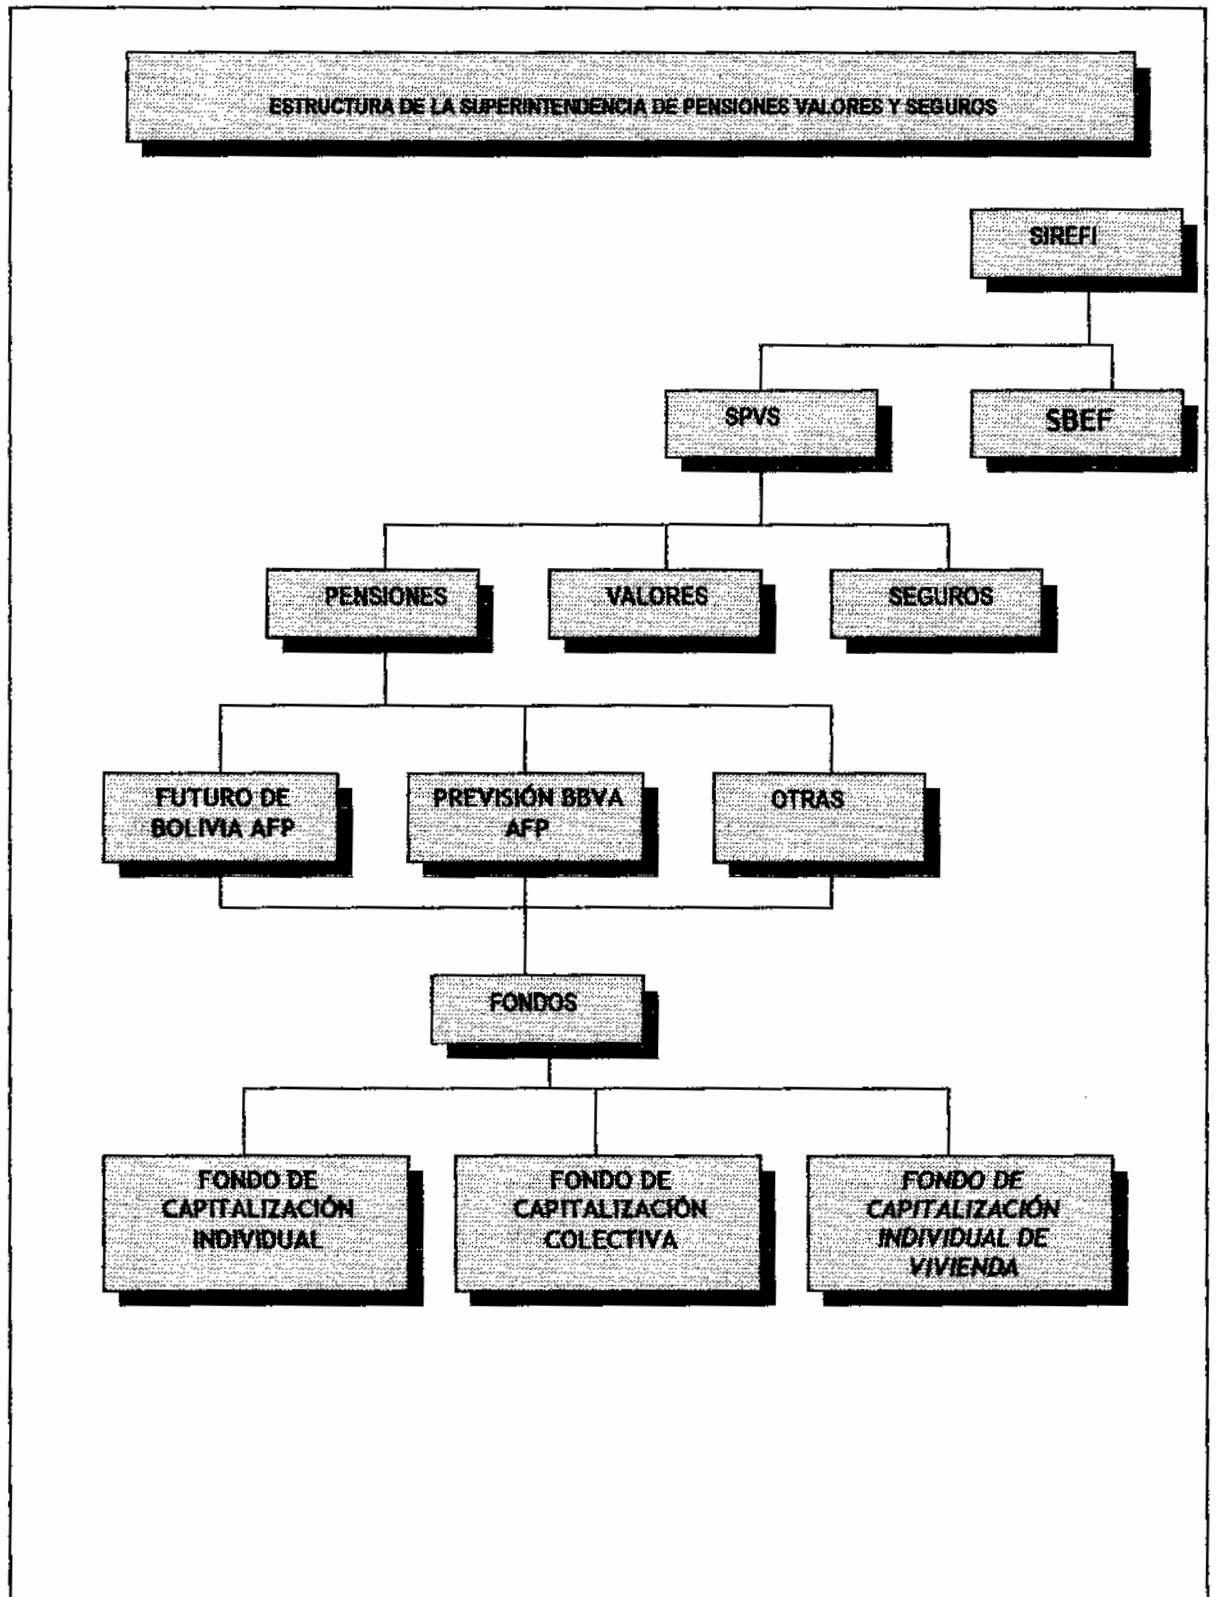 ESTRUCTURA DE LA SUPERINTENDENCIA DE PENSIONES VALORES Y SEGUROS
SIREFI
SPVS
SBEF
PENSIONES
VALORES
SEGUROS
FUTURO DE
BOLIVIA AFP
PREVISIÓN BBVA
AFP
OTRAS
FONDOS
FONDO DE
CAPITALIZACIÓN
INDIVIDUAL
FONDO DE
CAPITALIZACIÓN
COLECTIVA
FONDO DE
CAPITALIZACIÓN
INDIVIDUAL DE
VIVIENDA